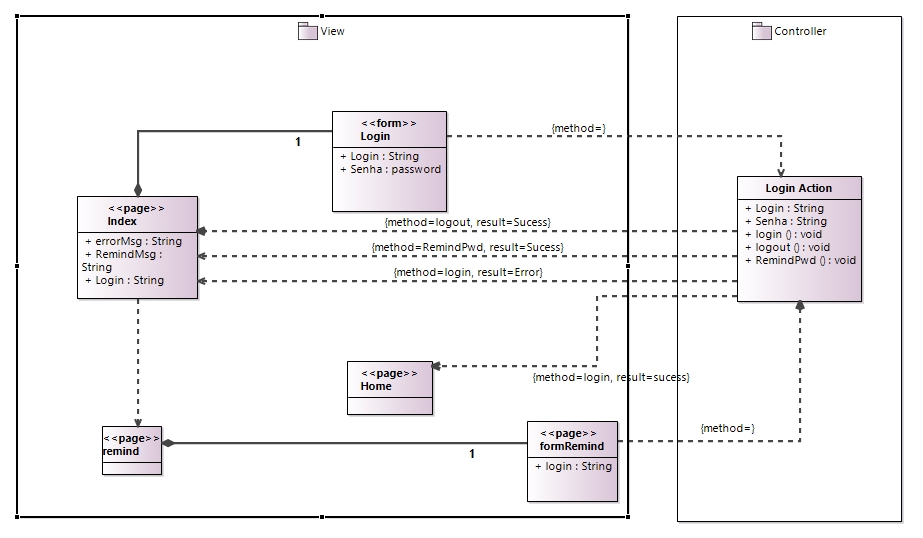 View
Controller
<<form>>
Login
+ Login : String
+ Senha : password
1
{method=}
<<page>>
Index
+ errorMsg : String
+ RemindMsg :
String
+ Login : String
{method=logout, result=Sucess}
{method=RemindPwd, result=Sucess}
{method=login, result=Error}
Login Action
+ Login : String
+ Senha : String
+ login () : void
+ logout () : void
+ RemindPwd () : void
<<page>>
Home
{method=login, result=sucess}
<<page>>
remind
1
<<page>>
formRemind
+ login : String
{method=}